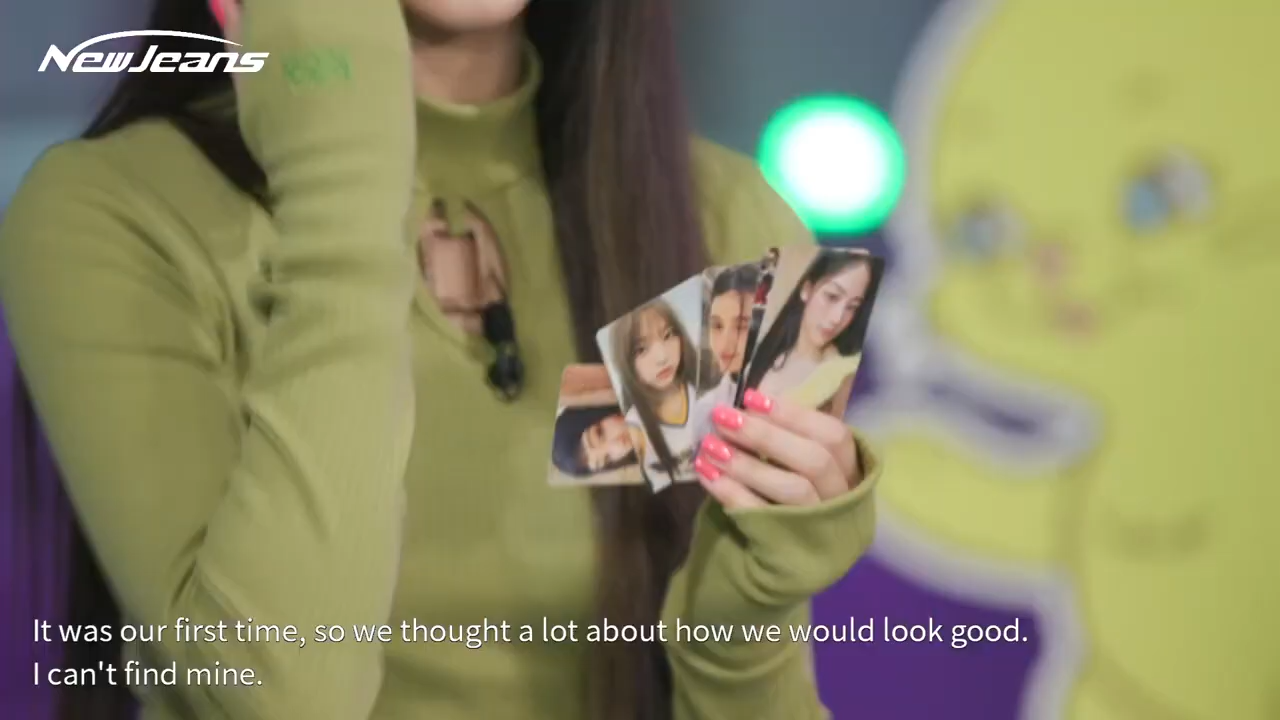 NewJeans
It was our first time, so we thought a lot about how we would look good.
I can't find mine.